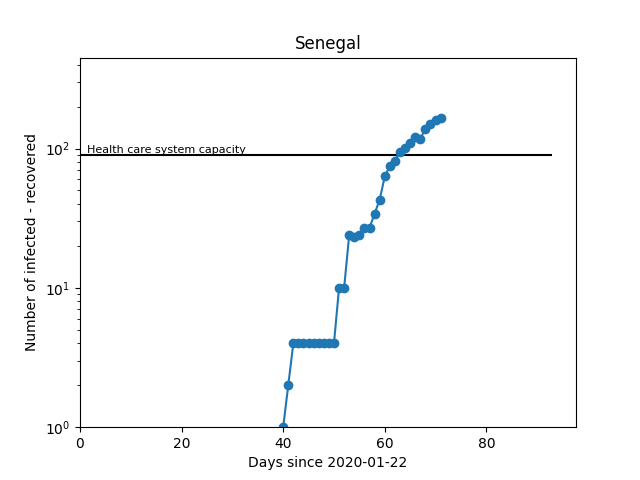 Senegal
Number of infected - recovered
10²
10¹
10⁰
Health care system capacity
0 20 40 60 80
Days since 2020-01-22